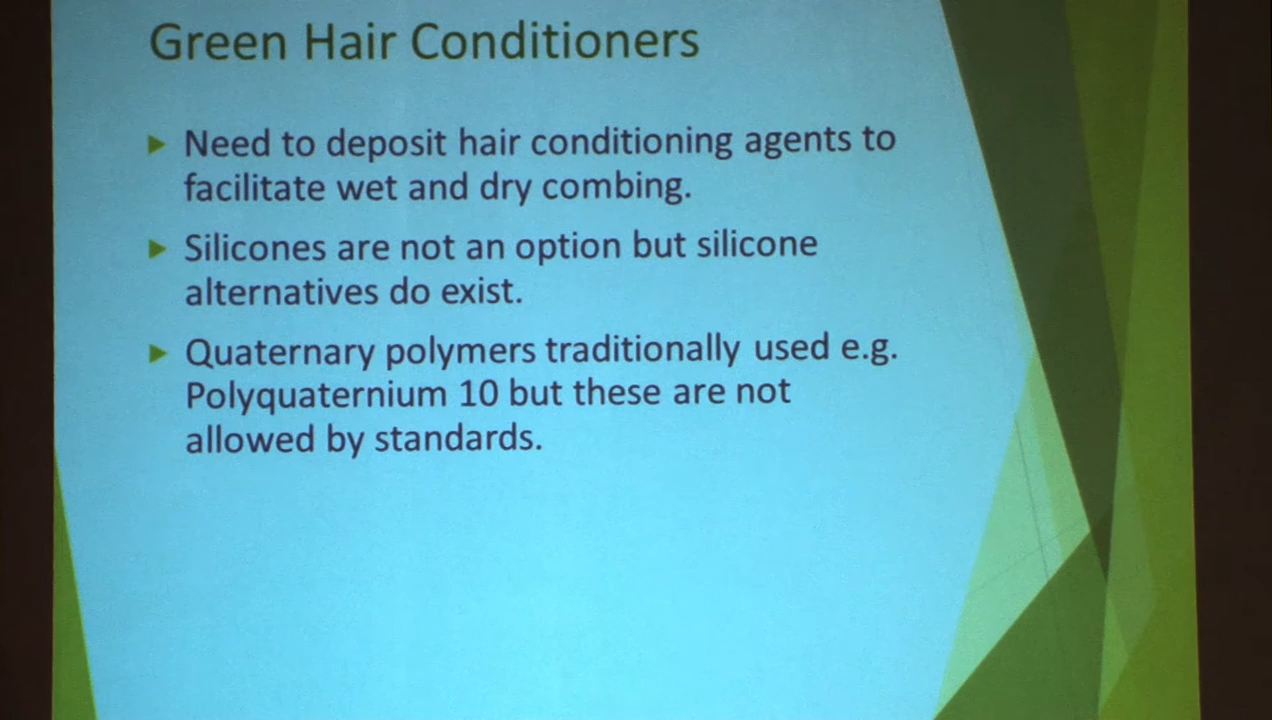 Green Hair Conditioners
Need to deposit hair conditioning agents to
facilitate wet and dry combing.
Silicones are not an option but silicone
alternatives do exist.
Quaternary polymers traditionally used e.g.
Polyquaternium 10 but these are not
allowed by standards.